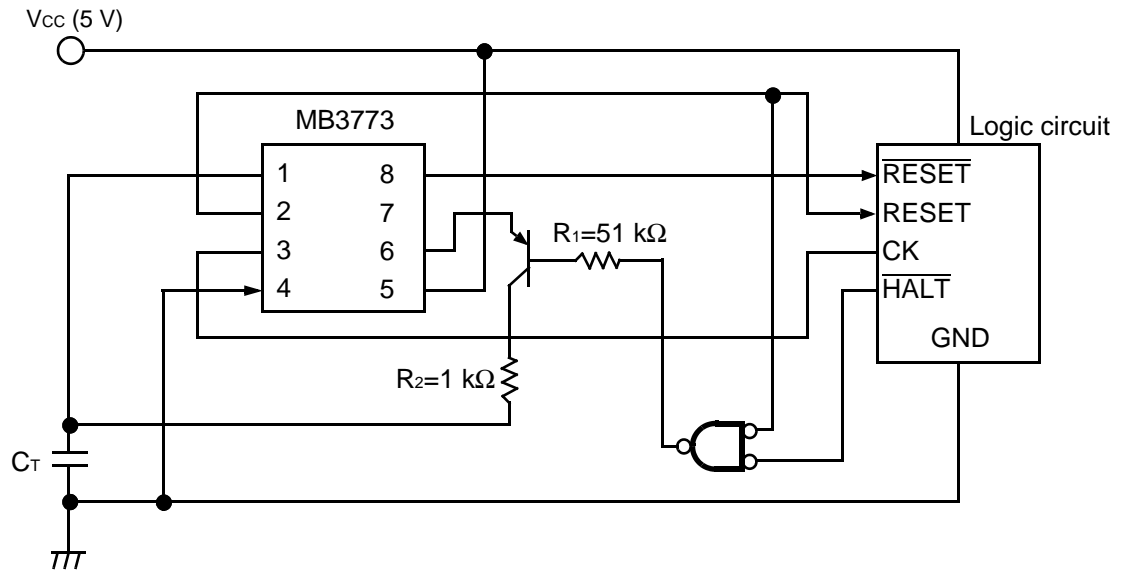 VCC (5 V)
MB3773
Logic circuit
1 8
2 7
3 6
4 5
RESET
RESET
CK
HALT
GND
R1=51 kΩ
R2=1 kΩ
CT